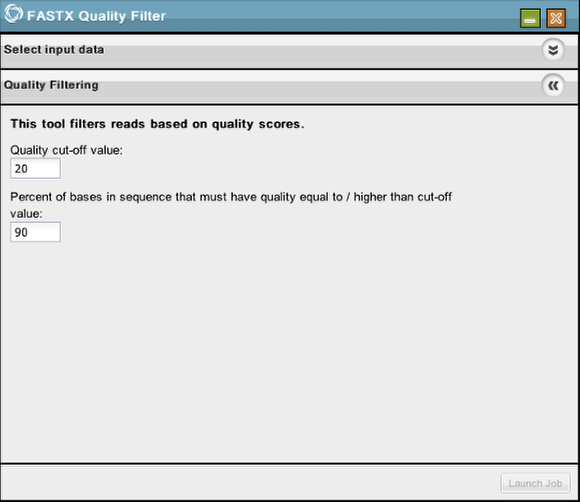 FASTX Quality Filter
Select input data
Quality Filtering
This tool filters reads based on quality scores.
Quality cut-off value:
20
Percent of bases in sequence that must have quality equal to / higher than cut-off
value:
90
Launch Job